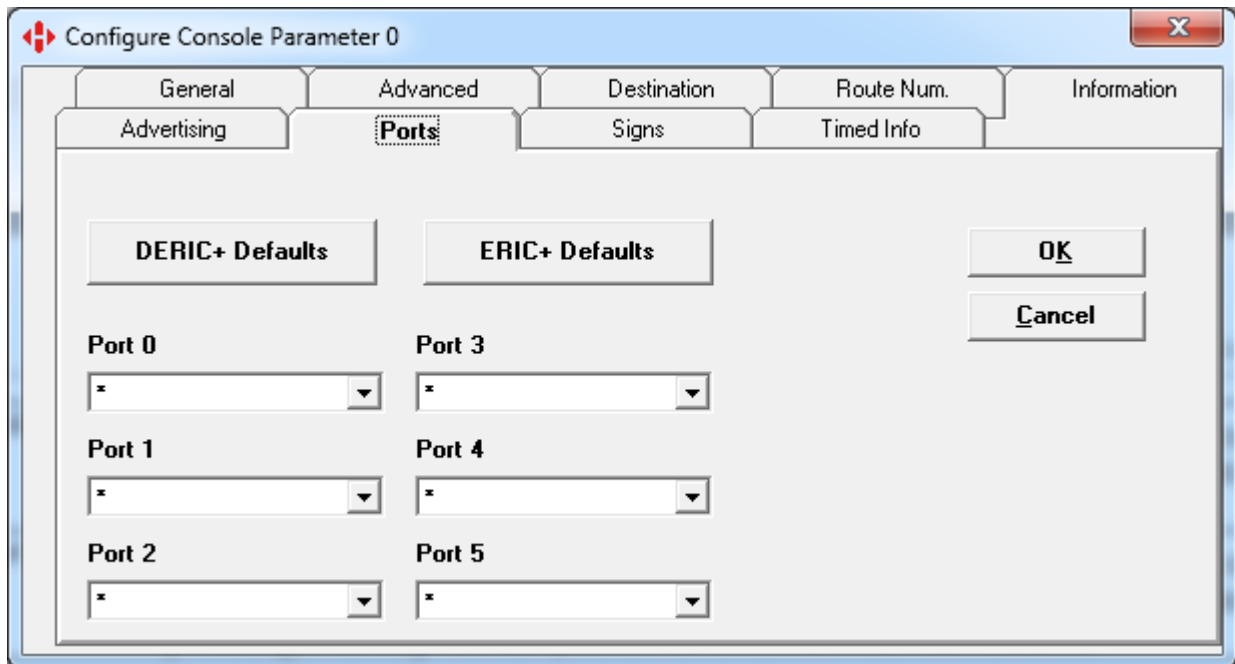 Configure Console Parameter 0
General Advanced Destination Route Num. Information
Advertising Ports Signs Timed Info
DERIC+ Defaults ERIC+ Defaults OK
Cancel
Port 0 Port 3
* *
Port 1 Port 4
* *
Port 2 Port 5
* *